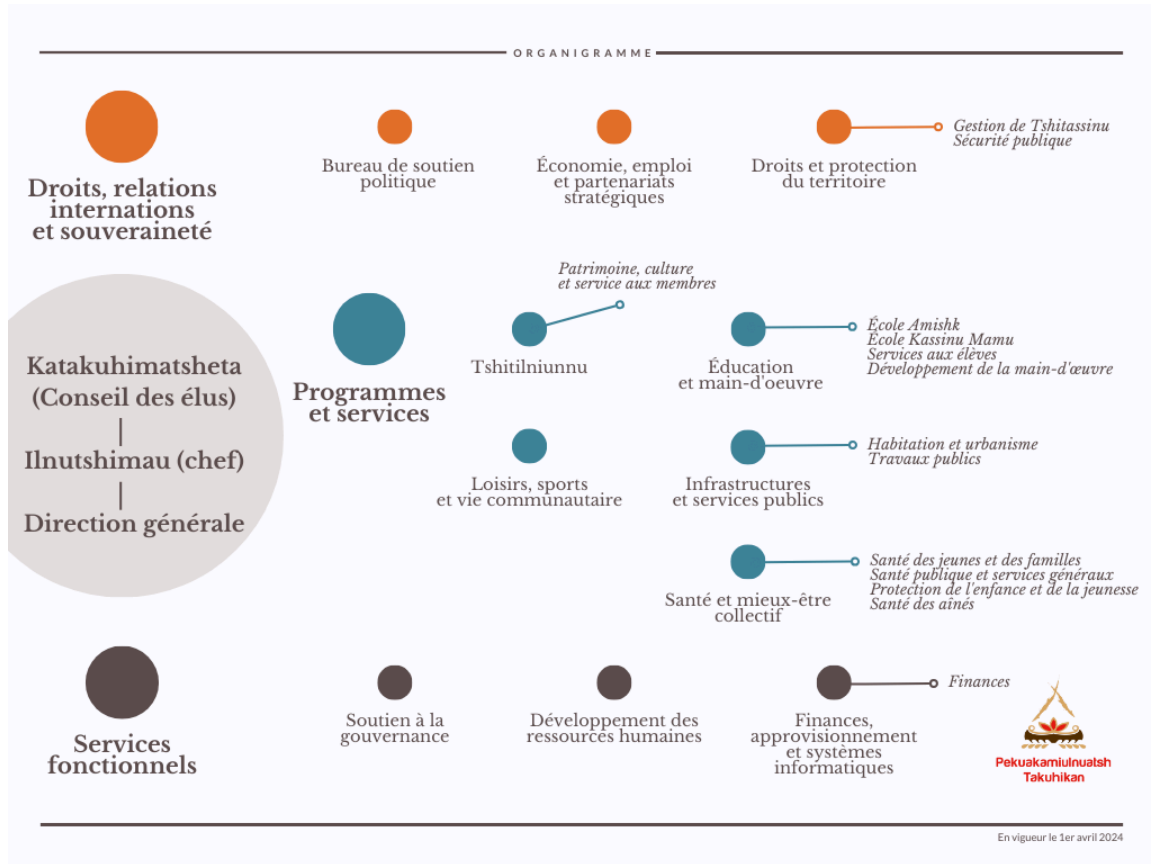 ORGANIGRAMME
Droits, relations
internations
et souveraineté
Bureau de soutien
politique
Économie, emploi
et partenariats
stratégiques
Droits et protection
du territoire
Gestion de Tshitassinu
Sécurité publique
Katakuhimatsheta
(Conseil des élus)
Ilnutshimau (chef)
Direction générale
Programmes
et services
Patrimoine, culture
et service aux membres
Tshitilniunnu
Éducation
et main-d'oeuvre
École Amishk
École Kassinu Mamu
Services aux élèves
Développement de la main-d'œuvre
Loisirs, sports
et vie communautaire
Infrastructures
et services publics
Habitation et urbanisme
Travaux publics
Santé et mieux-être
collectif
Santé des jeunes et des familles
Santé publique et services généraux
Protection de l'enfance et de la jeunesse
Santé des aînés
Services
fonctionnels
Soutien à la
gouvernance
Développement des
ressources humaines
Finances,
approvisionnement
et systèmes
informatiques
Finances
Pekuakamiulnuatsh
Takuhikan
En vigueur le 1er avril 2024